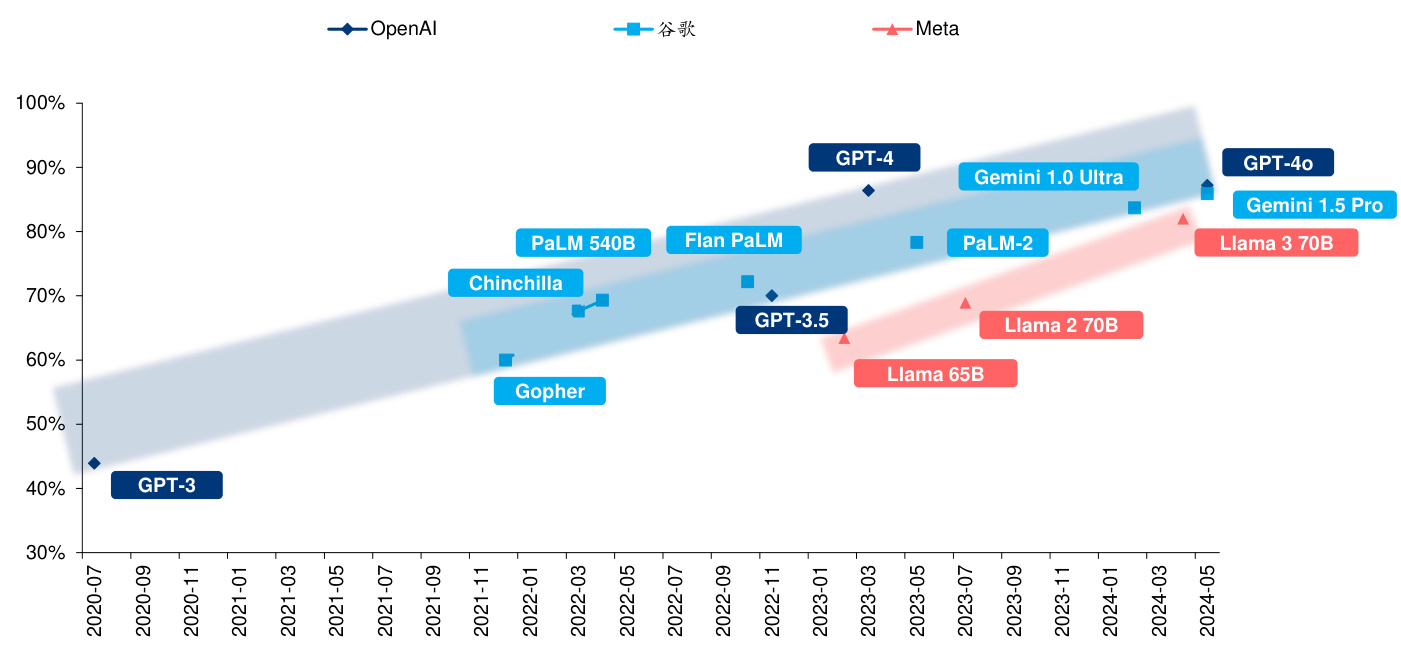 OpenAI 谷歌 Meta
100%
90%
80%
70%
60%
50%
40%
30%
GPT-4
GPT-4o
Gemini 1.0 Ultra
Gemini 1.5 Pro
PaLM 540B
Flan PaLM
PaLM-2
Llama 3 70B
Chinchilla
GPT-3.5
Llama 2 70B
Llama 65B
Gopher
GPT-3
2020-07
2020-09
2020-11
2021-01
2021-03
2021-05
2021-07
2021-09
2021-11
2022-01
2022-03
2022-05
2022-07
2022-09
2022-11
2023-01
2023-03
2023-05
2023-07
2023-09
2023-11
2024-01
2024-03
2024-05